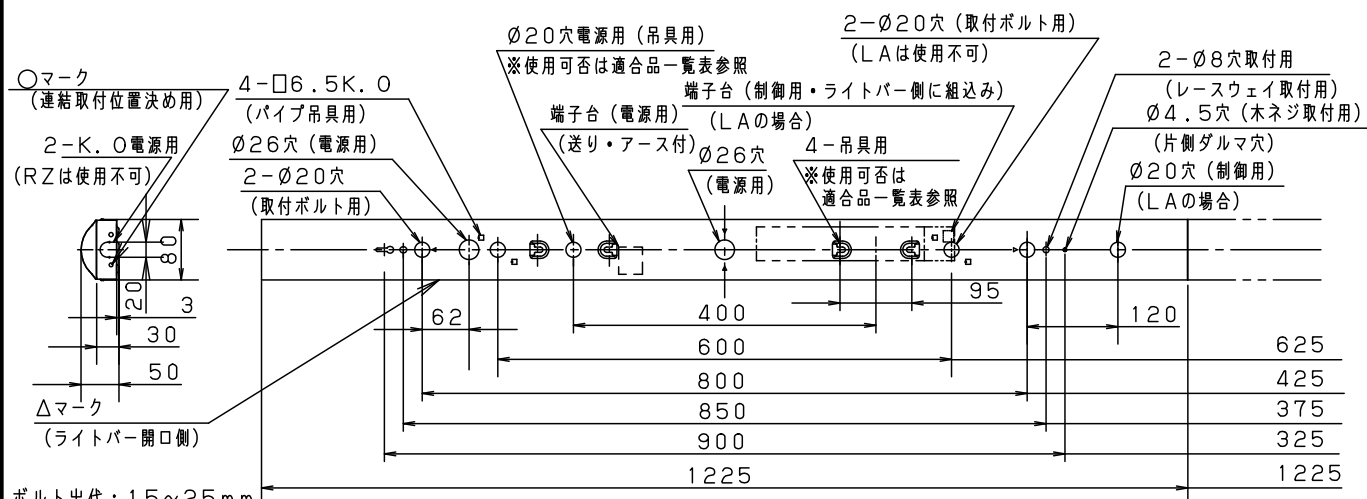 Ø20穴電源用(吊具用)
※使用可否は適合品一覧表参照
2-Ø20穴(取付ボルト用)
(LAは使用不可)
○マーク
(連結取付位置決め用)
4-□6.5K.O
(パイプ吊具用)
端子台(制御用・ライトバー側に組込み)
(LAの場合)
2-Ø8穴取付用
(レースウェイ取付用)
2-K.O電源用
(RZは使用不可)
Ø26穴(電源用)
端子台(電源用)
(送り・アース付)
Ø26穴
(電源用)
4-吊具用
※使用可否は
適合品一覧表参照
Ø4.5穴(木ネジ取付用)
(片側ダルマ穴)
2-Ø20穴
(取付ボルト用)
Ø20穴(制御用)
(LAの場合)
80
20
3
30
50
62
400
95
120
600
625
800
425
850
375
900
325
1225
1225
△マーク
(ライトバー開口側)
ボルト出代:15~25mm